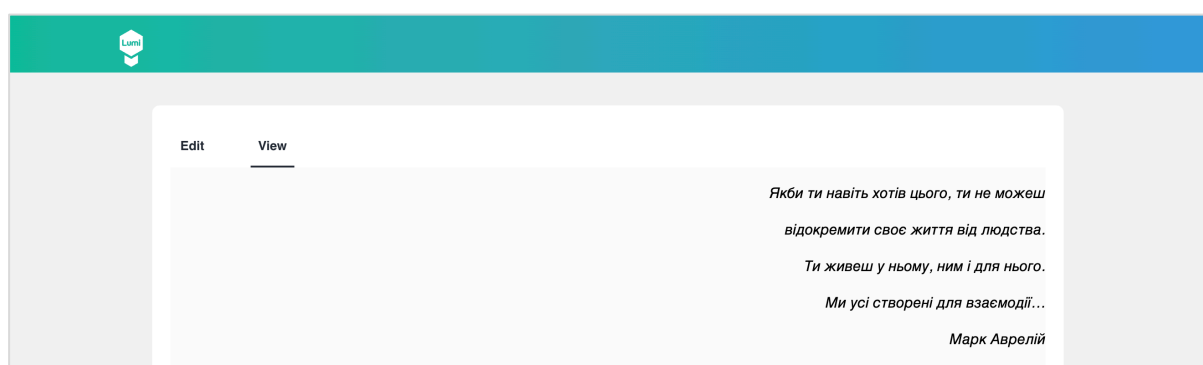 Lumi
Edit View
Якби ти навіть хотів цього, ти не можеш
відокремити своє життя від людства.
Ти живеш у ньому, ним і для нього.
Ми усі створені для взаємодії…
Марк Аврелій